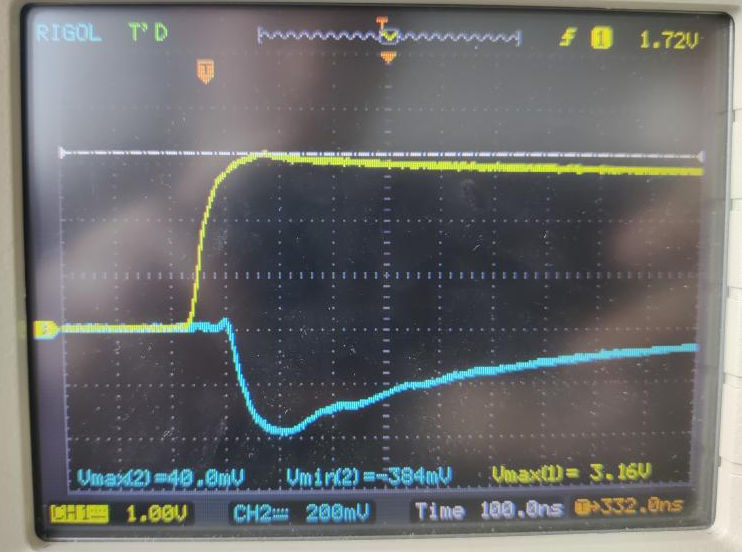 RIGOL T'D T f 1 1.72V
T
Vmax(2)=40.0mV Vmin(2)=-384mV Vmax(1)= 3.16V
CH1 1.00V CH2 200mV Time 100.0ns T→332.0ns